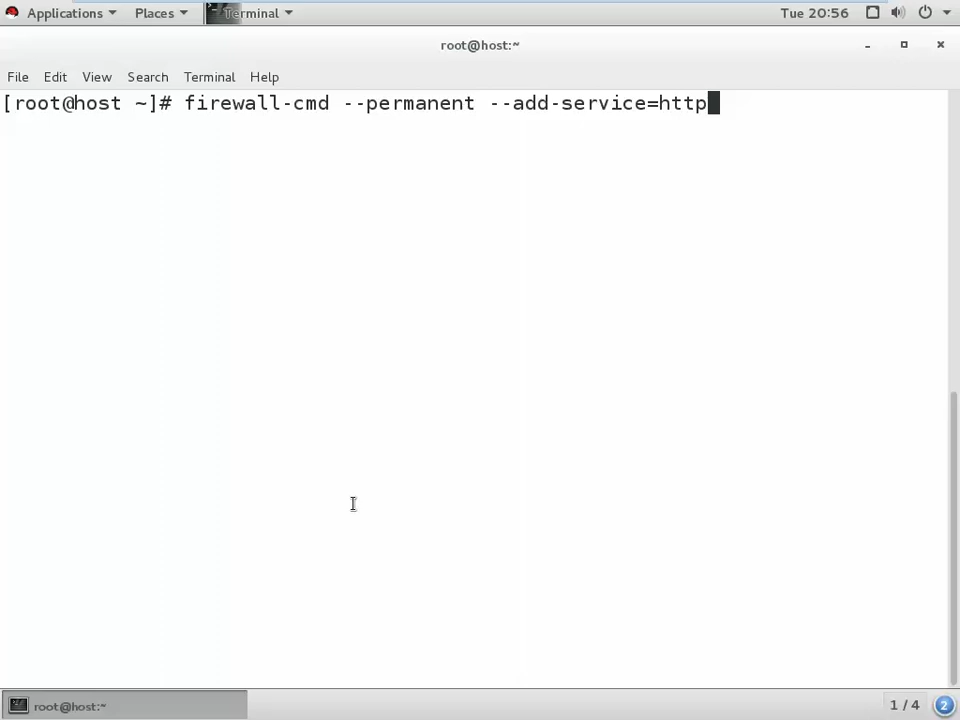 Applications Places Terminal Tue 20:56
root@host:~
File Edit View Search Terminal Help
[root@host ~]# firewall-cmd --permanent --add-service=http
root@host:~ 1 / 4 2